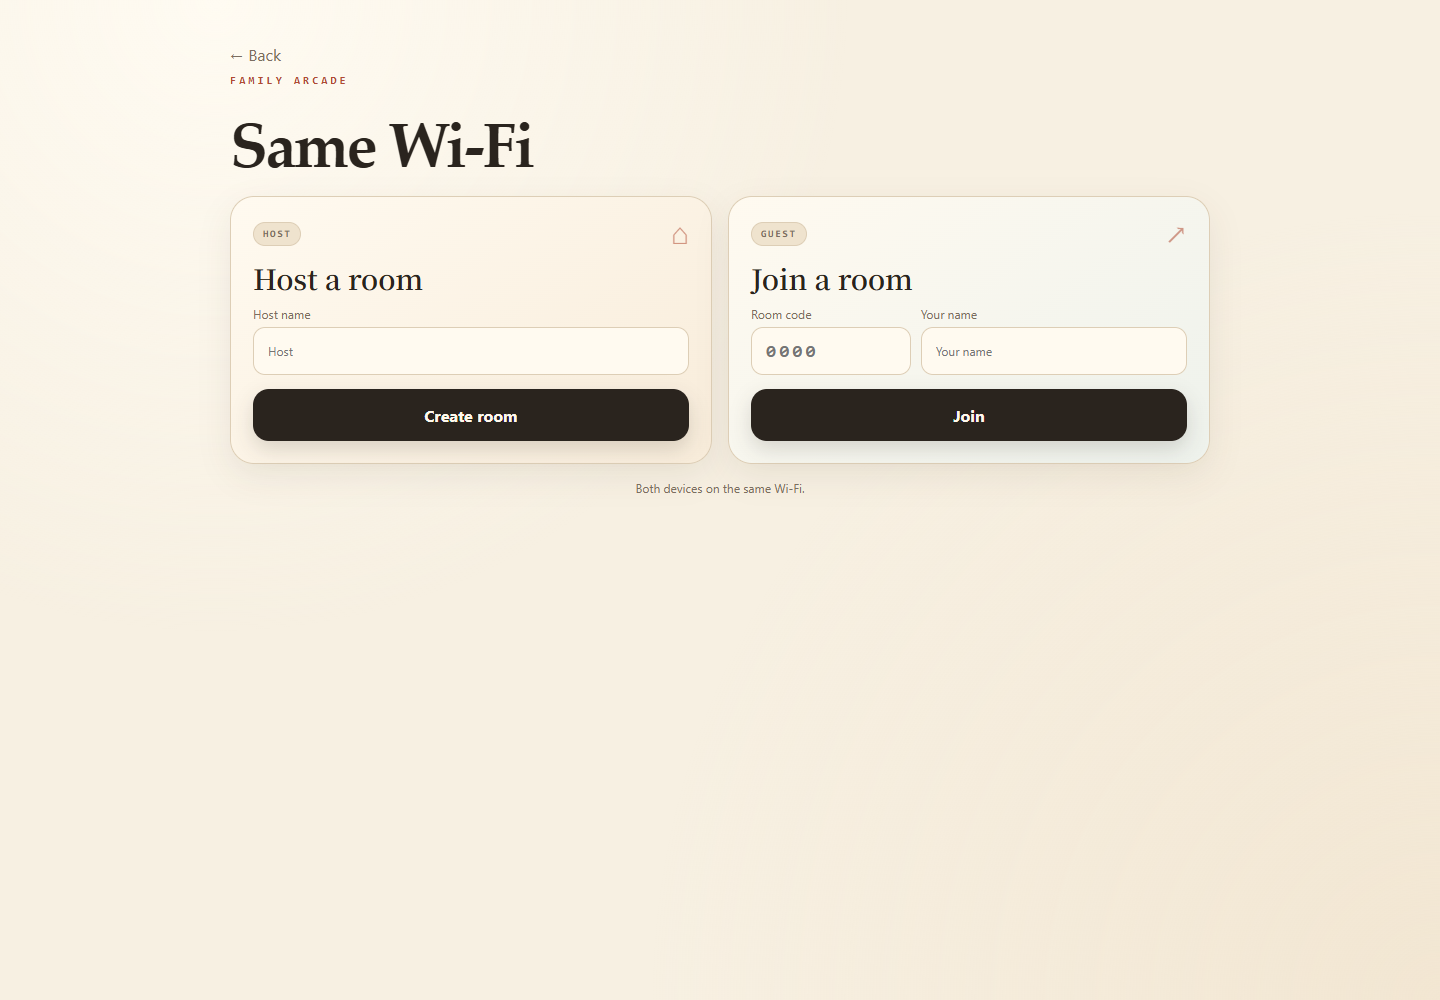 ← Back
FAMILY ARCADE
Same Wi-Fi
HOST
Host a room
Host name
Host
Create room
GUEST
Join a room
Room code Your name
0000 Your name
Join
Both devices on the same Wi-Fi.